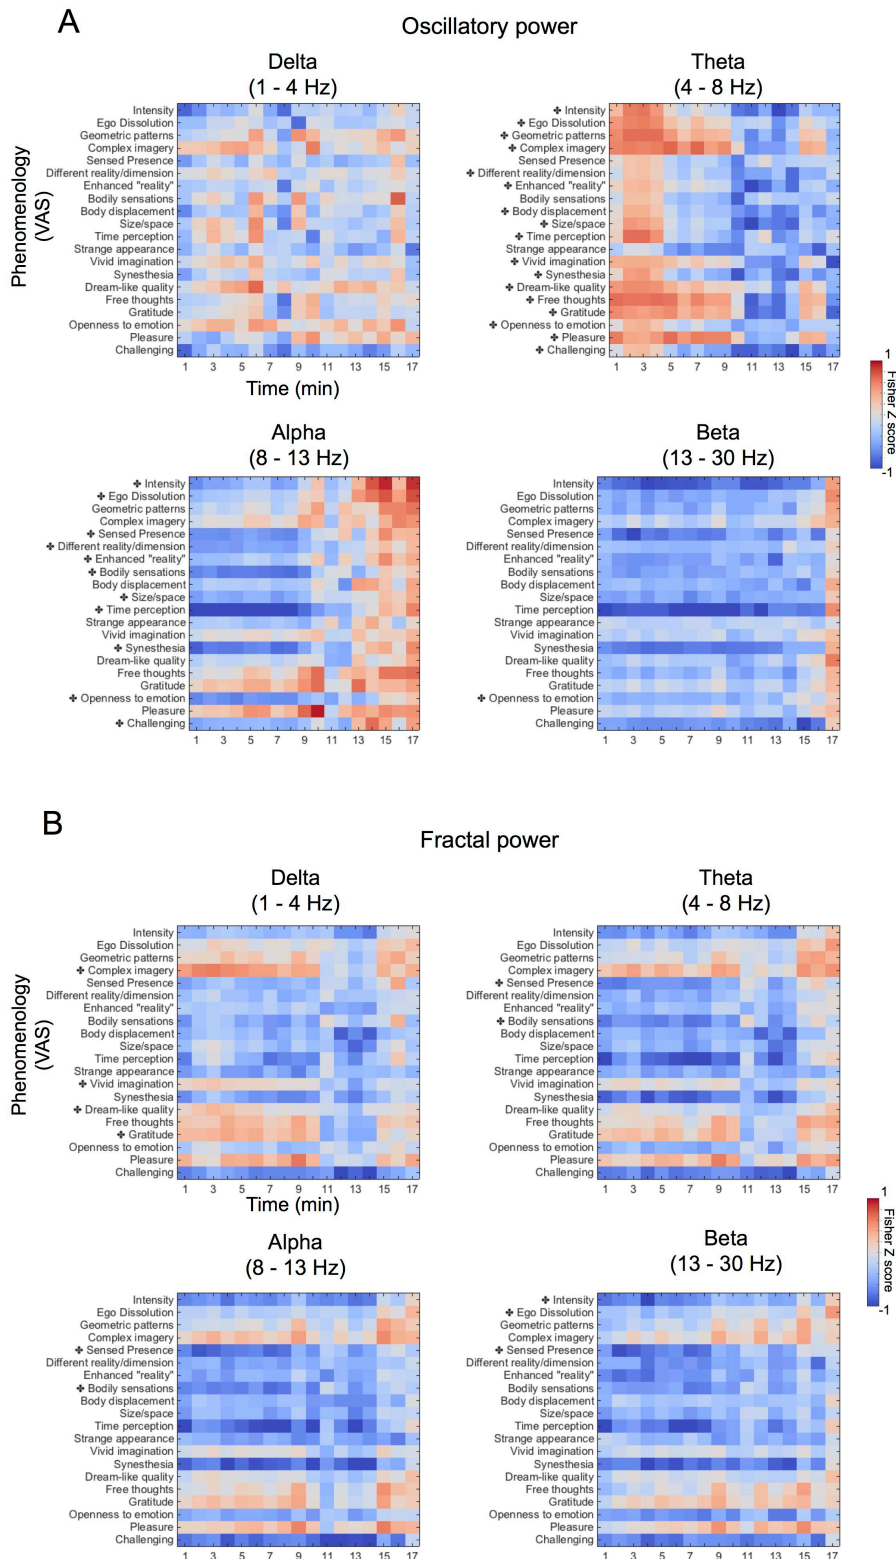 A
Oscillatory power
Delta
(1 - 4 Hz)
Phenomenology
(VAS)
Intensity
Ego Dissolution
Geometric patterns
Complex imagery
Sensed Presence
Different reality/dimension
Enhanced "reality"
Bodily sensations
Body displacement
Size/space
Time perception
Strange appearance
Vivid imagination
Synesthesia
Dream-like quality
Free thoughts
Gratitude
Openness to emotion
Pleasure
Challenging
1 3 5 7 9 11 13 15 17
Time (min)
Theta
(4 - 8 Hz)
✤ Intensity
✤ Ego Dissolution
✤ Geometric patterns
✤ Complex imagery
Sensed Presence
✤ Different reality/dimension
✤ Enhanced "reality"
Bodily sensations
✤ Body displacement
✤ Size/space
✤ Time perception
Strange appearance
✤ Vivid imagination
✤ Synesthesia
✤ Dream-like quality
✤ Free thoughts
✤ Gratitude
✤ Openness to emotion
✤ Pleasure
✤ Challenging
1 3 5 7 9 11 13 15 17
1
Fisher Z score
-1
Alpha
(8 - 13 Hz)
✤ Intensity
✤ Ego Dissolution
Geometric patterns
Complex imagery
✤ Sensed Presence
✤ Different reality/dimension
✤ Enhanced "reality"
✤ Bodily sensations
Body displacement
✤ Size/space
✤ Time perception
Strange appearance
Vivid imagination
✤ Synesthesia
Dream-like quality
Free thoughts
Gratitude
✤ Openness to emotion
Pleasure
✤ Challenging
1 3 5 7 9 11 13 15 17
Beta
(13 - 30 Hz)
Intensity
Ego Dissolution
Geometric patterns
Complex imagery
Sensed Presence
Different reality/dimension
Enhanced "reality"
Bodily sensations
Body displacement
Size/space
Time perception
Strange appearance
Vivid imagination
Synesthesia
Dream-like quality
Free thoughts
Gratitude
✤ Openness to emotion
Pleasure
Challenging
1 3 5 7 9 11 13 15 17
B
Fractal power
Delta
(1 - 4 Hz)
Phenomenology
(VAS)
Intensity
Ego Dissolution
Geometric patterns
✤ Complex imagery
Sensed Presence
Different reality/dimension
Enhanced "reality"
Bodily sensations
Body displacement
Size/space
Time perception
Strange appearance
✤ Vivid imagination
Synesthesia
✤ Dream-like quality
Free thoughts
✤ Gratitude
Openness to emotion
Pleasure
Challenging
1 3 5 7 9 11 13 15 17
Time (min)
Theta
(4 - 8 Hz)
Intensity
Ego Dissolution
Geometric patterns
Complex imagery
✤ Sensed Presence
Different reality/dimension
Enhanced "reality"
✤ Bodily sensations
Body displacement
Size/space
Time perception
Strange appearance
Vivid imagination
Synesthesia
Dream-like quality
Free thoughts
Gratitude
Openness to emotion
Pleasure
Challenging
1 3 5 7 9 11 13 15 17
1
Fisher Z score
-1
Alpha
(8 - 13 Hz)
Intensity
Ego Dissolution
Geometric patterns
Complex imagery
✤ Sensed Presence
Different reality/dimension
Enhanced "reality"
✤ Bodily sensations
Body displacement
Size/space
Time perception
Strange appearance
Vivid imagination
Synesthesia
Dream-like quality
Free thoughts
Gratitude
Openness to emotion
Pleasure
Challenging
1 3 5 7 9 11 13 15 17
Beta
(13 - 30 Hz)
✤ Intensity
✤ Ego Dissolution
Geometric patterns
Complex imagery
✤ Sensed Presence
Different reality/dimension
Enhanced "reality"
Bodily sensations
Body displacement
Size/space
Time perception
Strange appearance
Vivid imagination
Synesthesia
Dream-like quality
Free thoughts
Gratitude
Openness to emotion
Pleasure
Challenging
1 3 5 7 9 11 13 15 17